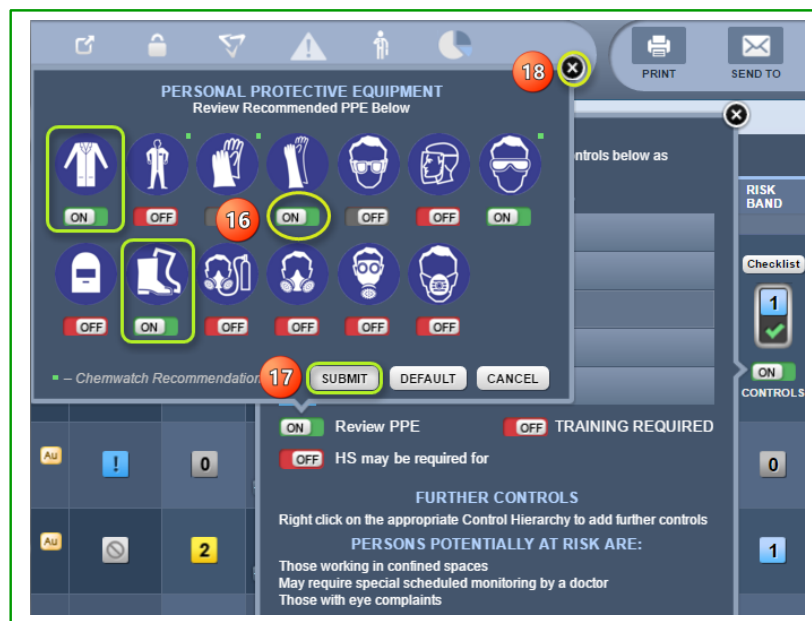 18
PRINT
SEND TO
PERSONAL PROTECTIVE EQUIPMENT
Review Recommended PPE Below
ntrols below as
ON
OFF
16
ON
OFF
OFF
ON
RISK
BAND
Checklist
1
OFF
ON
OFF
OFF
OFF
OFF
ON
CONTROLS
– Chemwatch Recommendation
17
SUBMIT
DEFAULT
CANCEL
ON Review PPE
OFF TRAINING REQUIRED
OFF HS may be required for
Au
!
0
0
FURTHER CONTROLS
Right click on the appropriate Control Hierarchy to add further controls
PERSONS POTENTIALLY AT RISK ARE:
Au
2
1
Those working in confined spaces
May require special scheduled monitoring by a doctor
Those with eye complaints